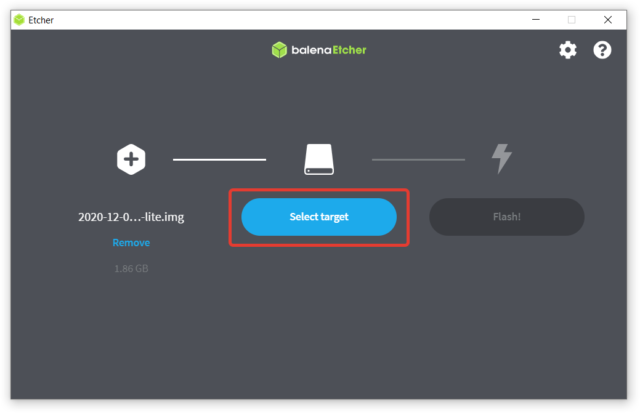 Etcher
balenaEtcher
2020-12-0...-lite.img
Select target
Flash!
Remove
1.86 GB